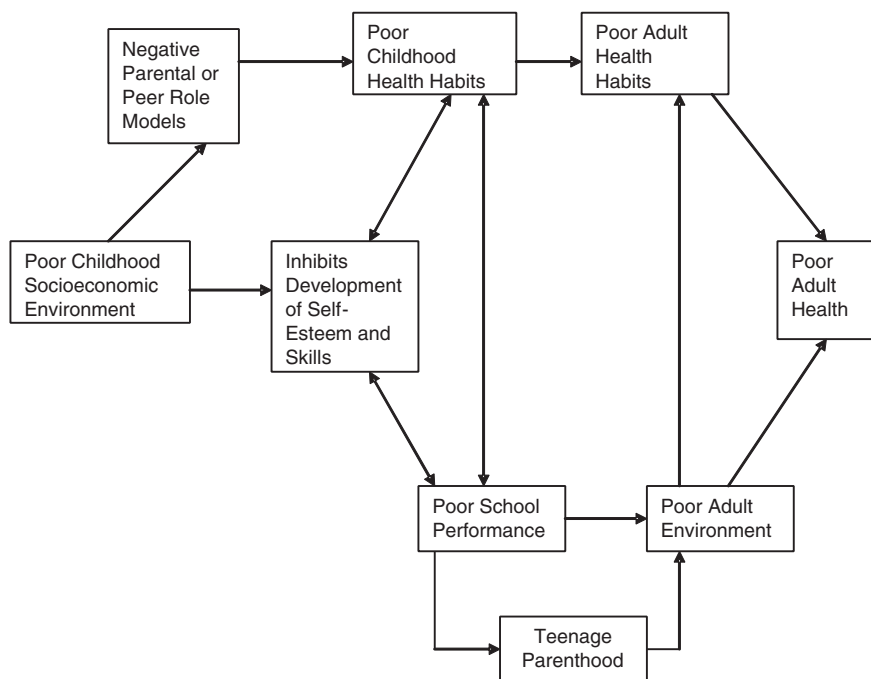 Negative
Parental or
Peer Role
Models
Poor
Childhood
Health Habits
Poor Adult
Health
Habits
Poor Childhood
Socioeconomic
Environment
Inhibits
Development
of Self-
Esteem and
Skills
Poor
Adult
Health
Poor School
Performance
Poor Adult
Environment
Teenage
Parenthood